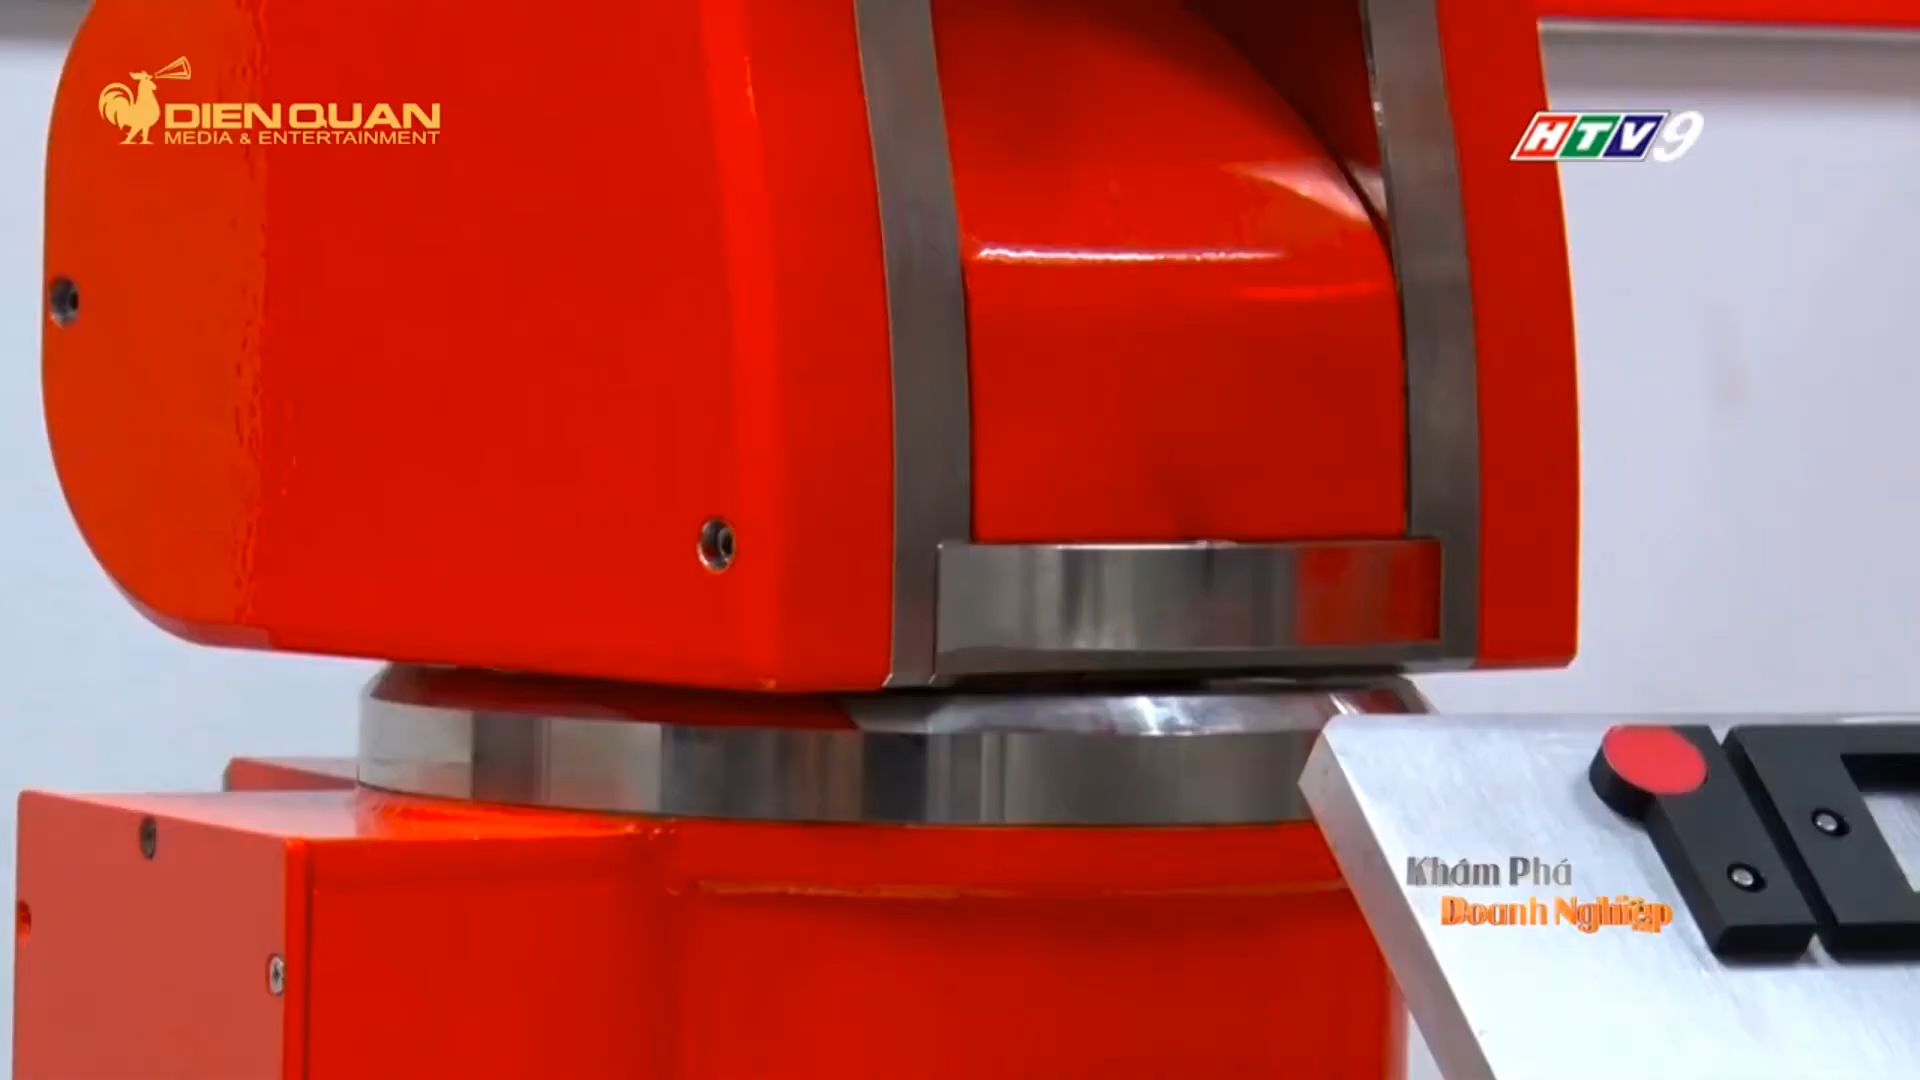 DIEN QUAN
MEDIA & ENTERTAINMENT
HTV9
Khám Phá
Doanh Nghiệp